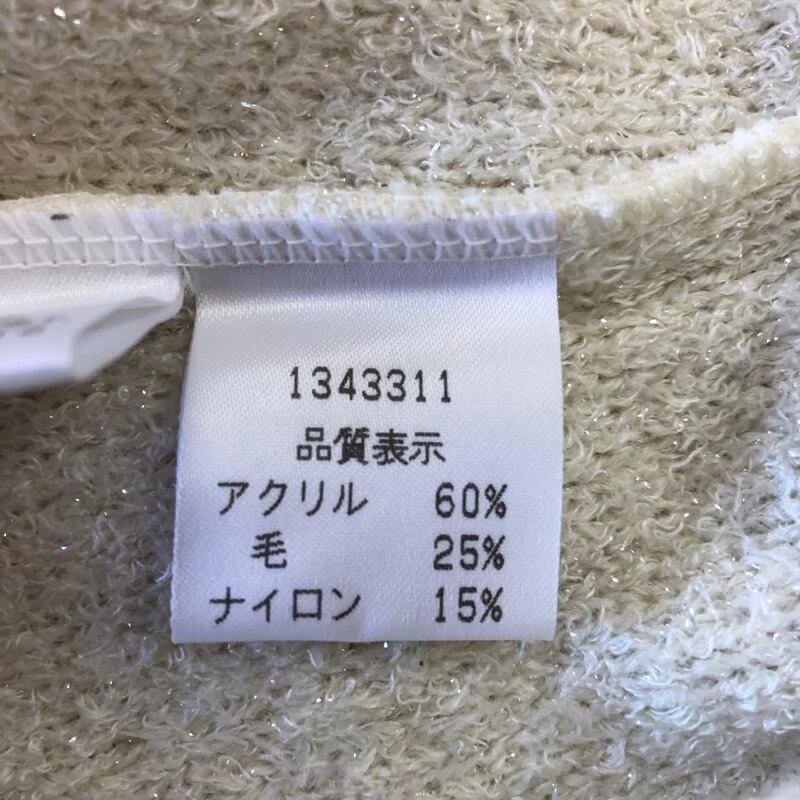 1343311
品質表示
アクリル 60%
毛 25%
ナイロン 15%